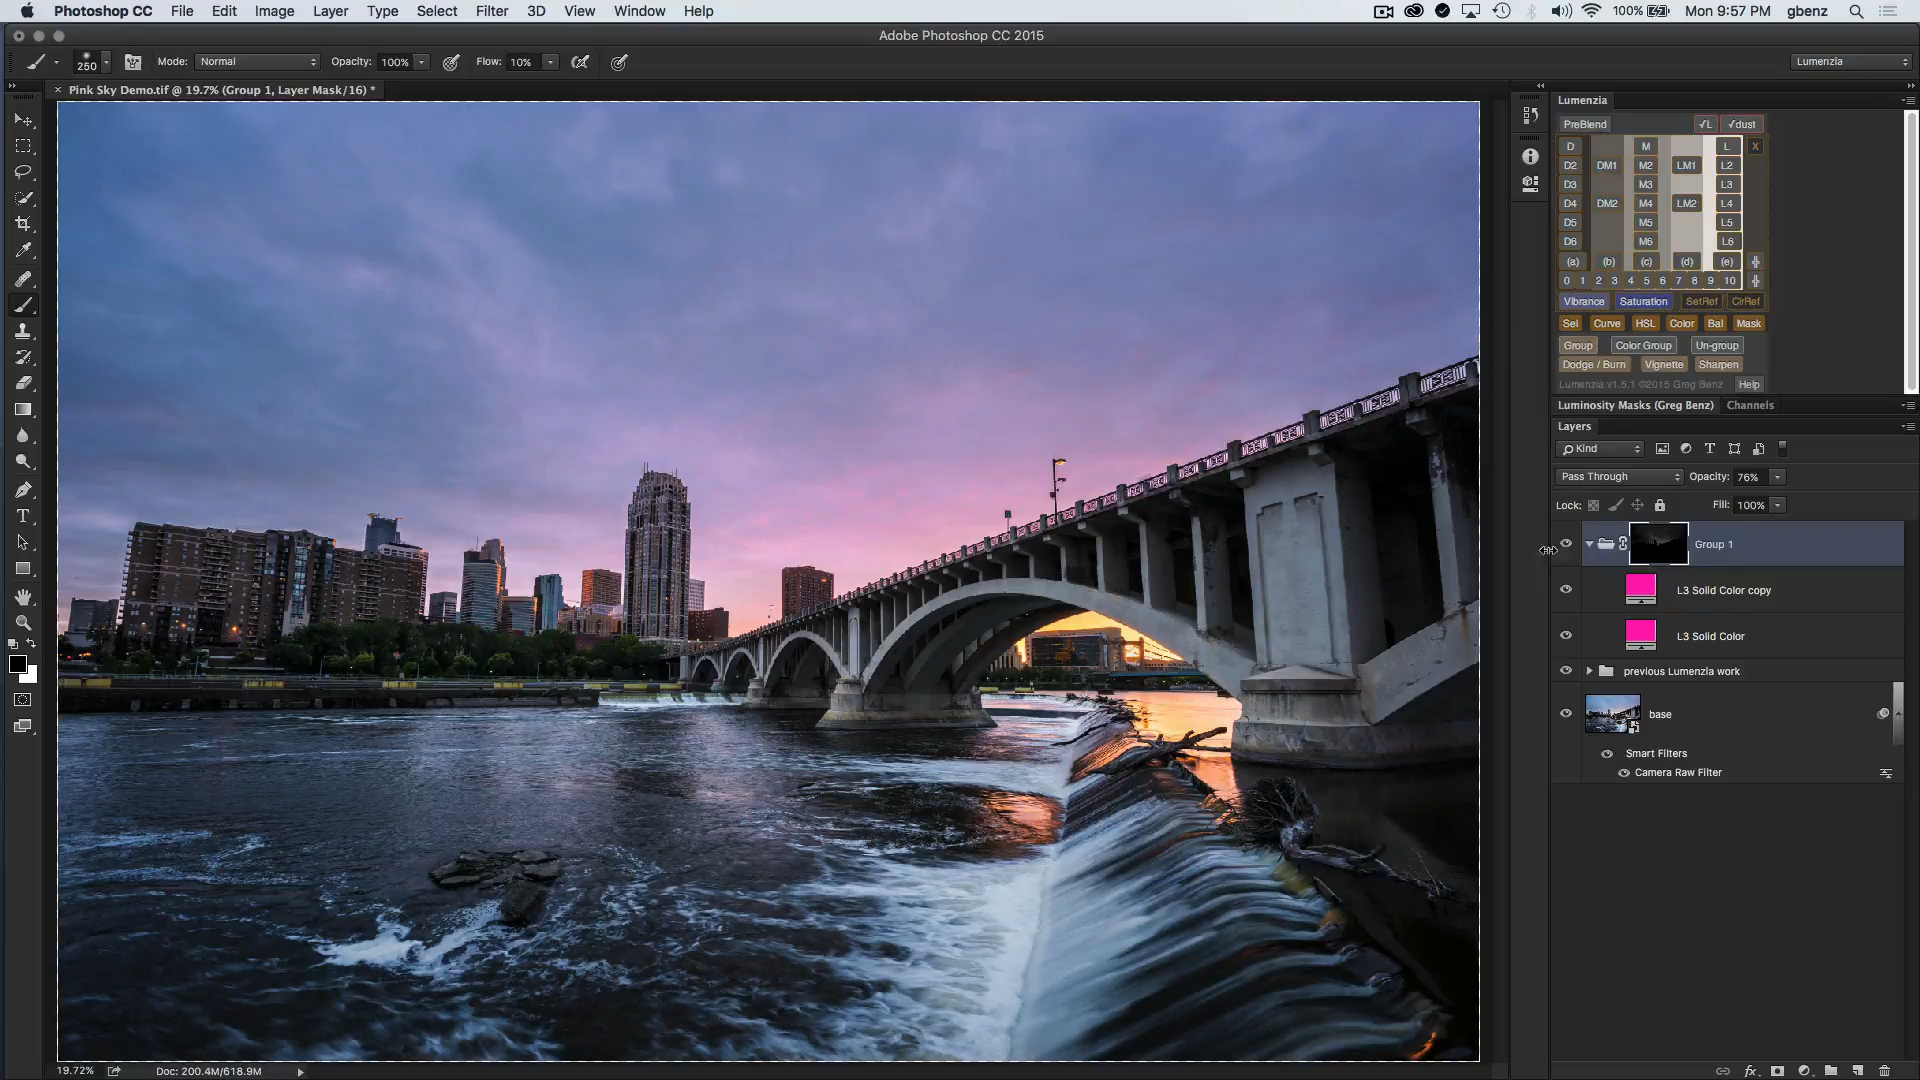 Photoshop CC File Edit Image Layer Type Select Filter 3D View Window Help 100% Mon 9:57 PM gbenz
Adobe Photoshop CC 2015
250 Mode: Normal Opacity: 100% Flow: 10% Lumenzia
× Pink Sky Demo.tif @ 19.7% (Group 1, Layer Mask/16) *
Lumenzia
PreBlend √L √dust
D M L X
D2 DM1 M2 LM1 L2
D3 M3 L3
D4 DM2 M4 LM2 L4
D5 M5 L5
D6 M6 L6
(a) (b) (c) (d) (e)
0 1 2 3 4 5 6 7 8 9 10
Vibrance Saturation SetRef ClrRef
Sel Curve HSL Color Bal Mask
Group Color Group Un-group
Dodge / Burn Vignette Sharpen
Lumenzia v1.5.1 ©2015 Greg Benz Help
Luminosity Masks (Greg Benz) Channels
Layers
Kind
Pass Through Opacity: 76%
Lock: Fill: 100%
Group 1
L3 Solid Color copy
L3 Solid Color
previous Lumenzia work
base
Smart Filters
Camera Raw Filter
19.72% Doc: 200.4M/618.9M
fx